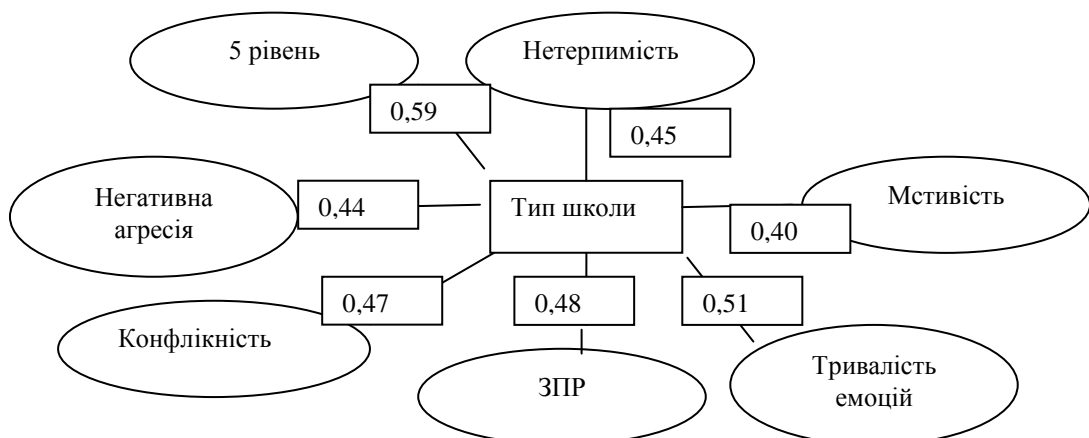 5 рівень
Нетерпимість
0,59
0,45
Негативна
агресія
0,44
Тип школи
Мстивість
0,40
0,47
0,48
0,51
Конфлікність
ЗПР
Тривалість
емоцій